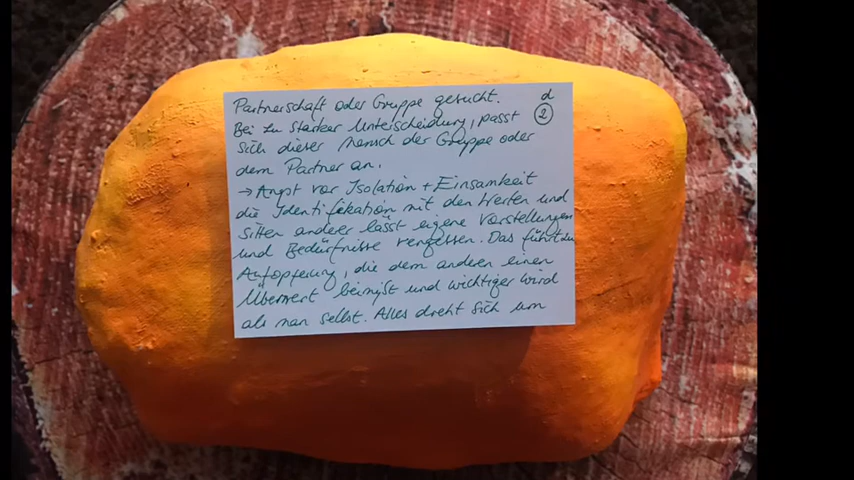 Partnerschaft oder Gruppe gesucht. d
Bei zu starker Unterscheidung, passt ②
sich dieser Mensch der Gruppe oder
dem Partner an.
→ Angst vor Isolation + Einsamkeit
die Identifikation mit den Werten und
Sitten anderer lässt eigene Vorstellungen
und Bedürfnisse vergessen. Das führt zu
Aufopferung, die dem anderen einen
Überwert beimisst und wichtiger wird
als man selbst. Alles dreht sich um